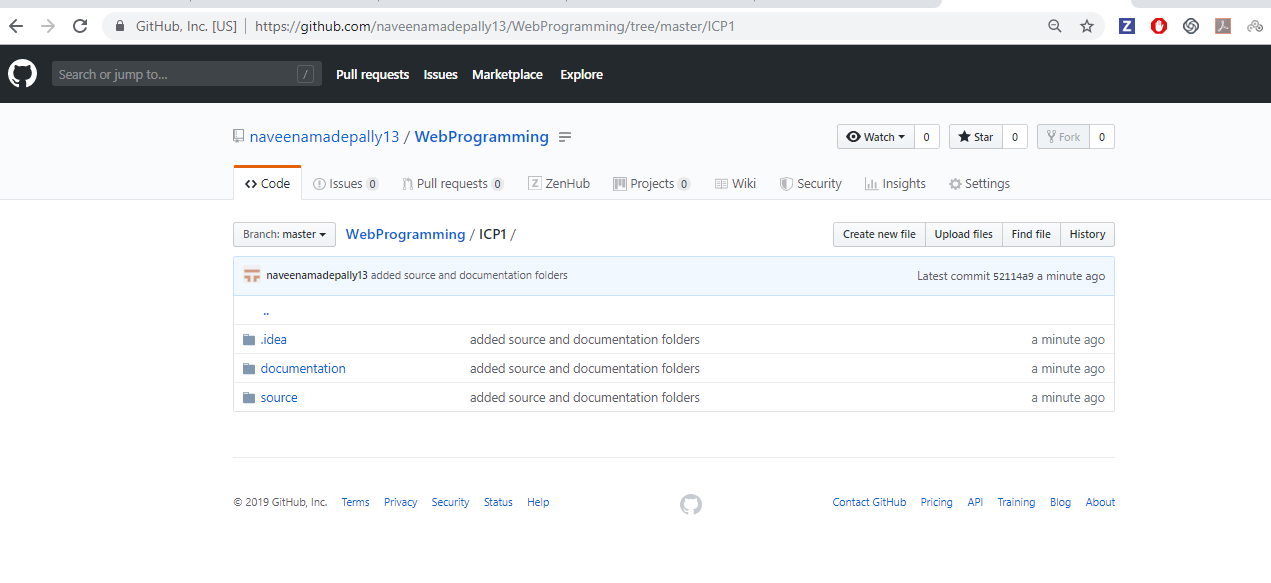 GitHub, Inc. [US] | https://github.com/naveenamadepally13/WebProgramming/tree/master/ICP1
Search or jump to... / Pull requests Issues Marketplace Explore
naveenamadepally13 / WebProgramming Watch 0 Star 0 Fork 0
Code Issues 0 Pull requests 0 ZenHub Projects 0 Wiki Security Insights Settings
Branch: master WebProgramming / ICP1 / Create new file Upload files Find file History
naveenamadepally13 added source and documentation folders Latest commit 52114a9 a minute ago
..
.idea added source and documentation folders a minute ago
documentation added source and documentation folders a minute ago
source added source and documentation folders a minute ago
© 2019 GitHub, Inc. Terms Privacy Security Status Help Contact GitHub Pricing API Training Blog About